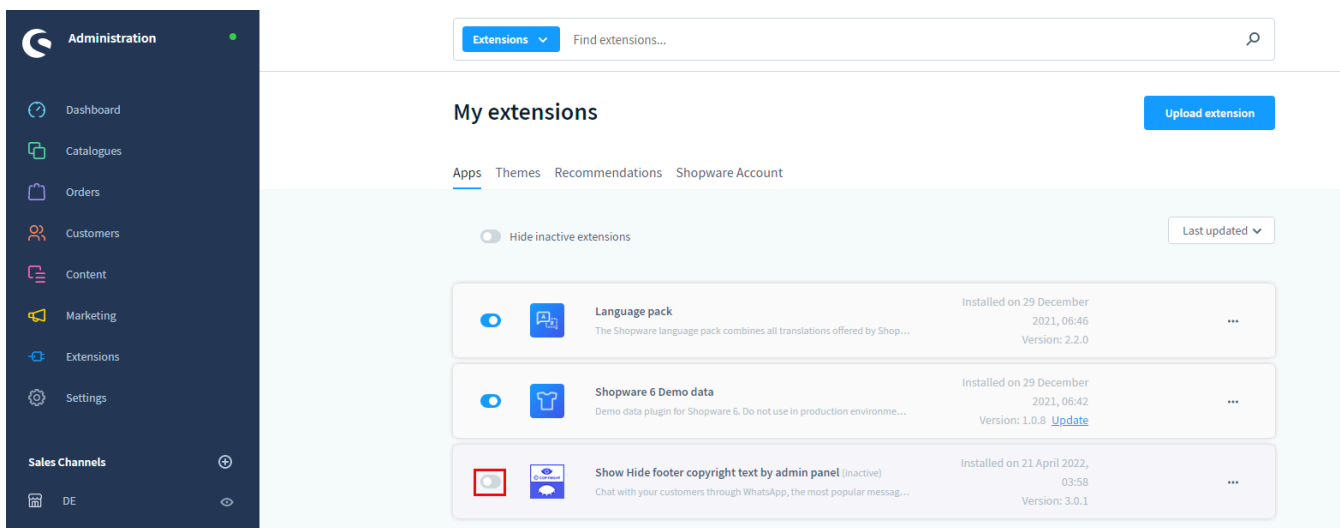 Administration
Extensions
Find extensions...
Dashboard
Catalogues
Orders
Customers
Content
Marketing
Extensions
Settings
Sales Channels
DE
My extensions
Upload extension
Apps Themes Recommendations Shopware Account
Hide inactive extensions
Last updated
Language pack
The Shopware language pack combines all translations offered by Shop...
Installed on 29 December
2021, 06:46
Version: 2.2.0
Shopware 6 Demo data
Demo data plugin for Shopware 6. Do not use in production environme...
Installed on 29 December
2021, 06:42
Version: 1.0.8 Update
Show Hide footer copyright text by admin panel (inactive)
Chat with your customers through WhatsApp, the most popular messag...
Installed on 21 April 2022,
03:58
Version: 3.0.1